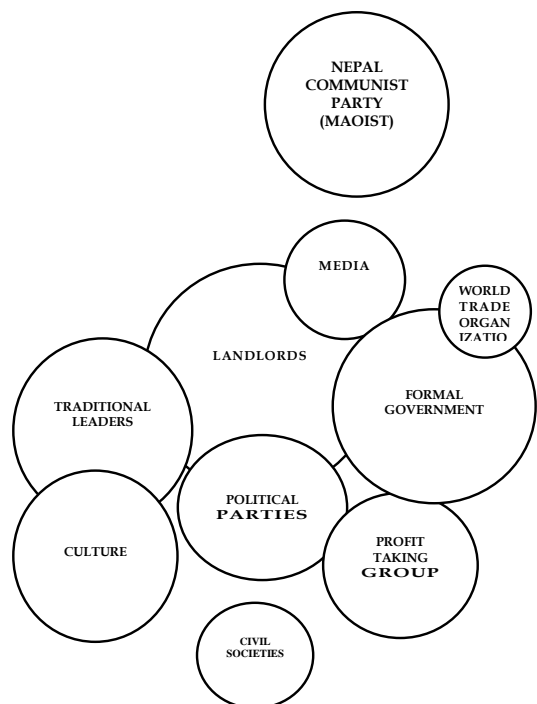 NEPAL
COMMUNIST
PARTY
(MAOIST)
MEDIA
WORLD
TRADE
ORGAN
IZATIO
LANDLORDS
FORMAL
GOVERNMENT
TRADITIONAL
LEADERS
POLITICAL
PARTIES
PROFIT
TAKING
GROUP
CULTURE
CIVIL
SOCIETIES